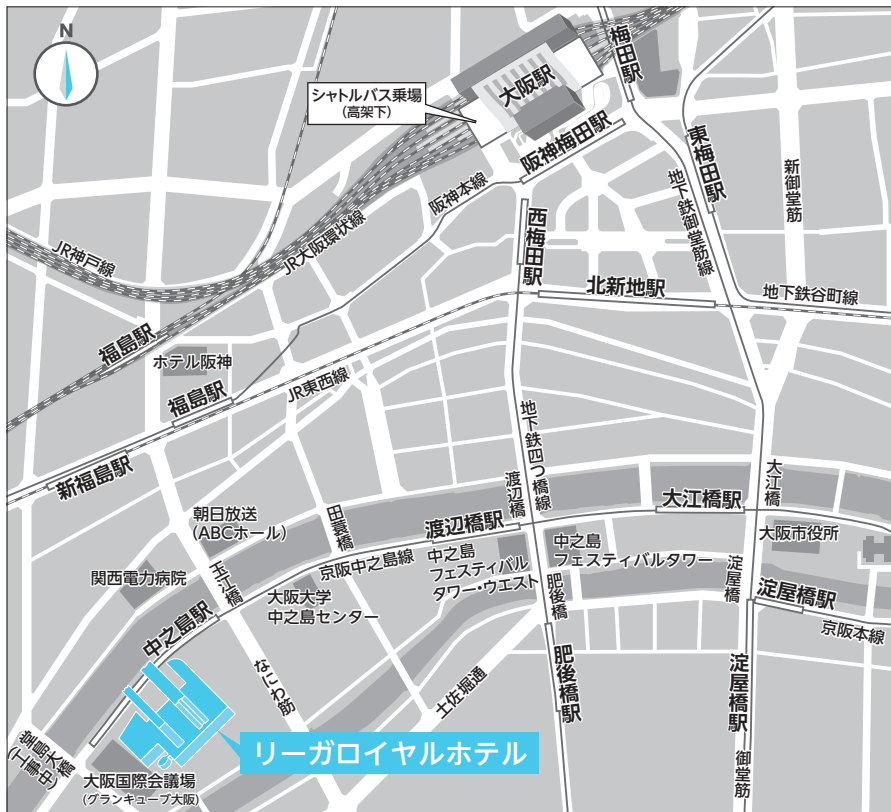 N
シャトルバス乗場
(高架下)
大阪駅
梅田駅
阪神梅田駅
東梅田駅
新御堂筋
地下鉄御堂筋線
阪神本線
JR大阪環状線
JR神戸線
西梅田駅
北新地駅
地下鉄谷町線
福島駅
ホテル阪神
福島駅
JR東西線
新福島駅
地下鉄四つ橋線
渡辺橋
大江橋
朝日放送
(ABCホール)
田蓑橋
渡辺橋駅
大江橋駅
大阪市役所
関西電力病院
玉江橋
京阪中之島線
中之島
フェスティバル
タワー・ウエスト
中之島
フェスティバルタワー
淀屋橋
大阪大学
中之島センター
肥後橋
淀屋橋駅
京阪本線
中之島駅
なにわ筋
土佐堀通
肥後橋駅
淀屋橋駅
御堂筋
リーガロイヤルホテル
堂島大橋
(工事中)
大阪国際会議場
(グランキューブ大阪)